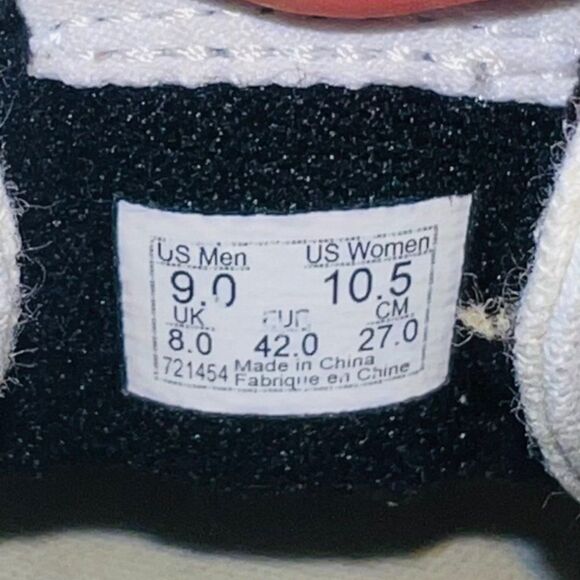 US Men US Women
9.0 10.5
UK EUR CM
8.0 42.0 27.0
721454 Made in China
Fabrique en Chine